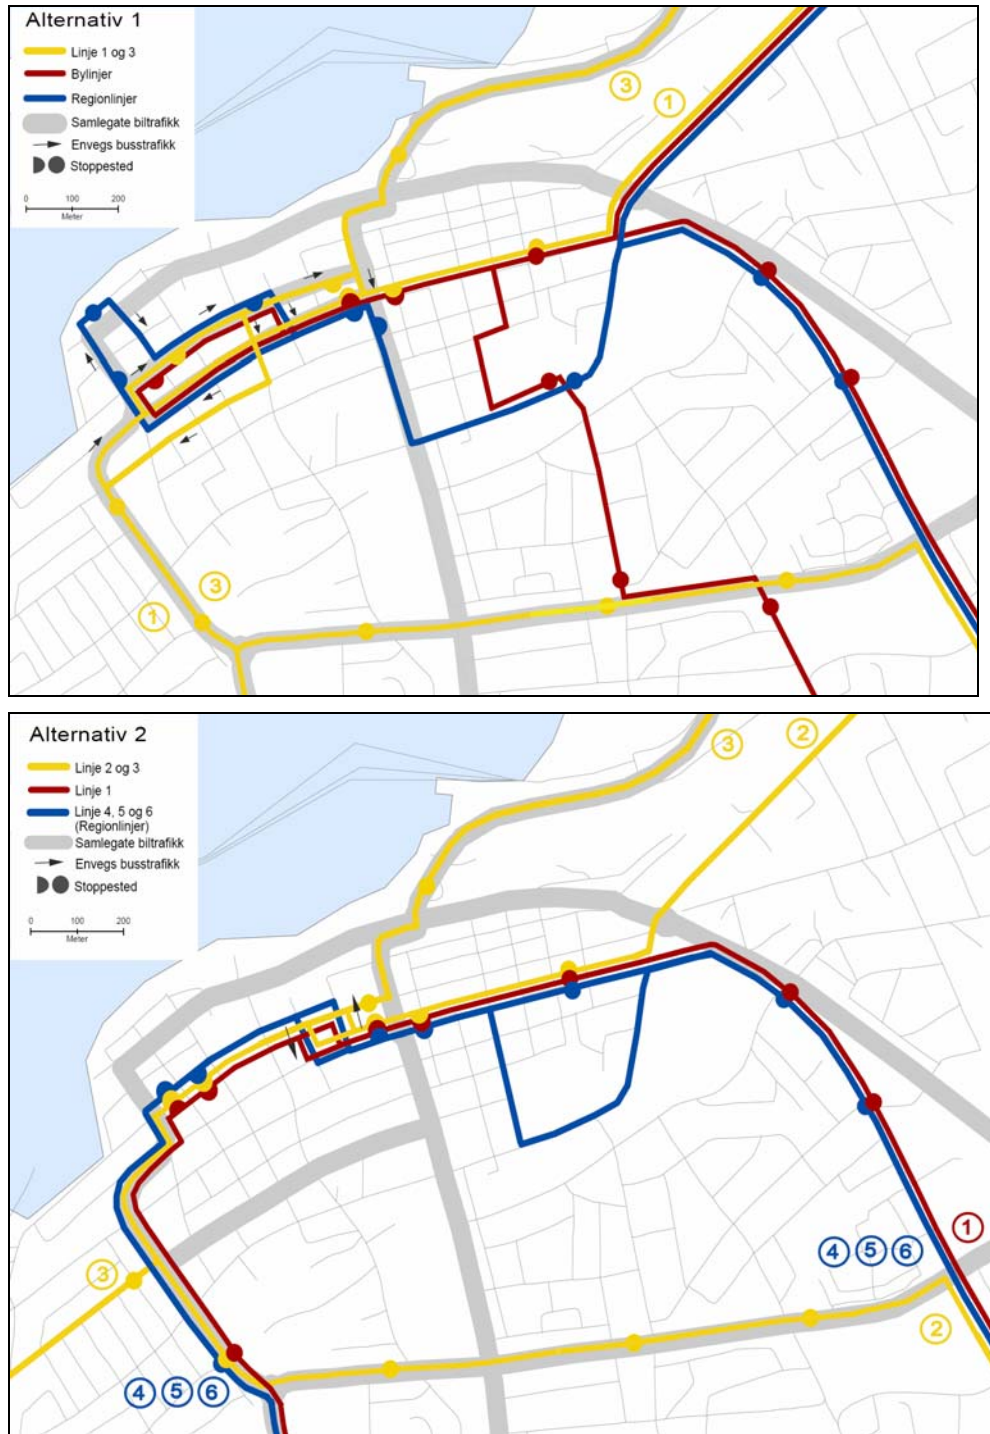 Alternativ 1
Linje 1 og 3
Bylinjer
Regionlinjer
Samlegate biltrafikk
Envegs busstrafikk
Stoppested
0 100 200
Meter
3
1
3
1
Alternativ 2
Linje 2 og 3
Linje 1
Linje 4, 5 og 6
(Regionlinjer)
Samlegate biltrafikk
Envegs busstrafikk
Stoppested
0 100 200
Meter
3
2
1
4 5 6
3
2
4 5 6